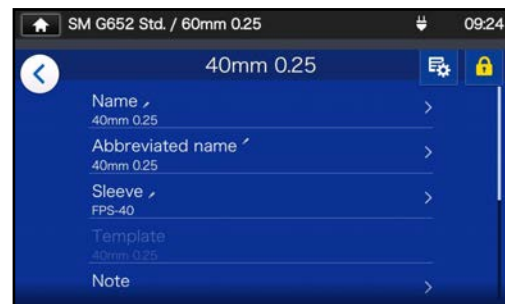 SM G652 Std. / 60mm 0.25 09:24
40mm 0.25
Name
40mm 0.25
Abbreviated name
40mm 0.25
Sleeve
FPS-40
Template
40mm 0.25
Note